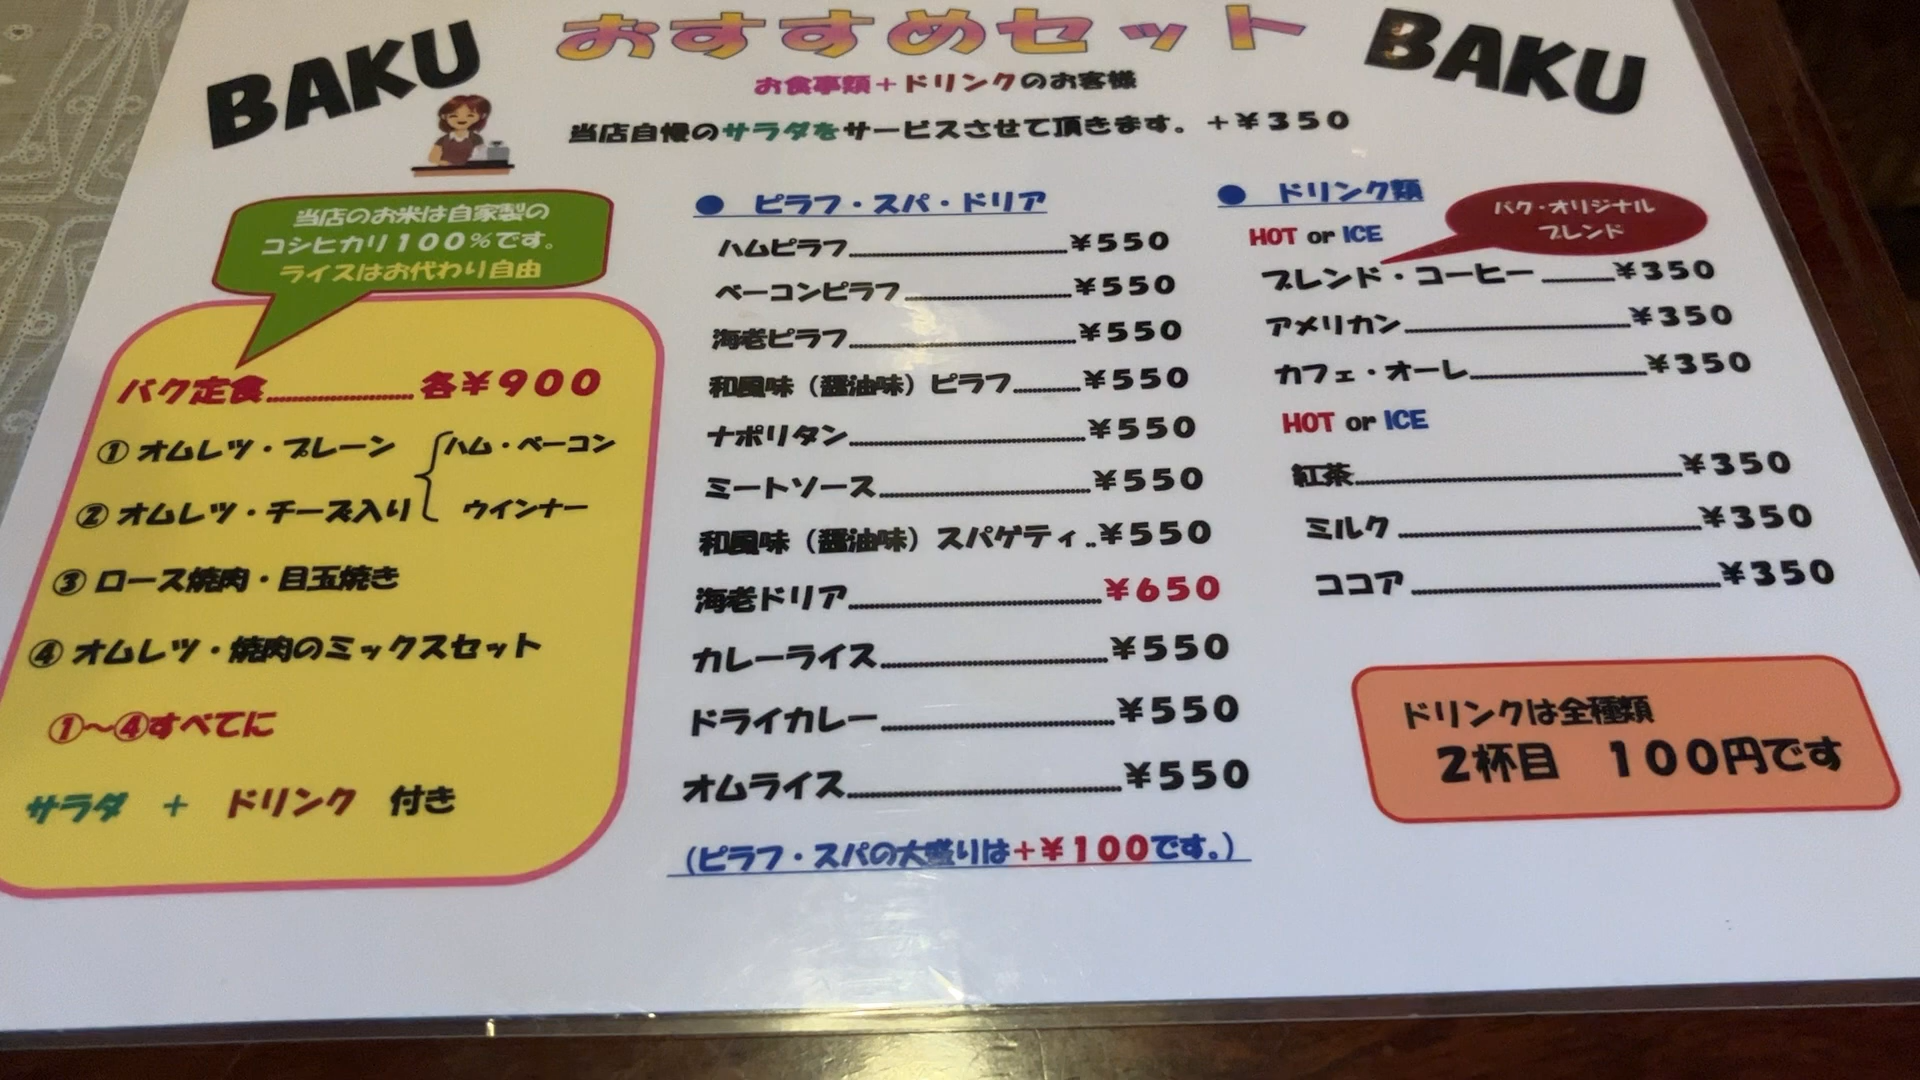 BAKU
おすすめセット
BAKU
お食事類＋ドリンクのお客様
当店自慢のサラダをサービスさせて頂きます。＋￥350
当店のお米は自家製の
コシヒカリ100％です。
ライスはお代わり自由
バク定食 各￥900
① オムレツ・プレーン
② オムレツ・チーズ入り
ハム・ベーコン
ウインナー
③ ロース焼肉・目玉焼き
④ オムレツ・焼肉のミックスセット
①～④すべてに
サラダ ＋ ドリンク 付き
● ピラフ・スパ・ドリア
ハムピラフ ￥550
ベーコンピラフ ￥550
海老ピラフ ￥550
和風味（醤油味）ピラフ ￥550
ナポリタン ￥550
ミートソース ￥550
和風味（醤油味）スパゲティ ￥550
海老ドリア ￥650
カレーライス ￥550
ドライカレー ￥550
オムライス ￥550
（ピラフ・スパの大盛りは＋￥100です。）
● ドリンク類
バク・オリジナル
ブレンド
HOT or ICE
ブレンド・コーヒー ￥350
アメリカン ￥350
カフェ・オーレ ￥350
HOT or ICE
紅茶 ￥350
ミルク ￥350
ココア ￥350
ドリンクは全種類
2杯目 100円です